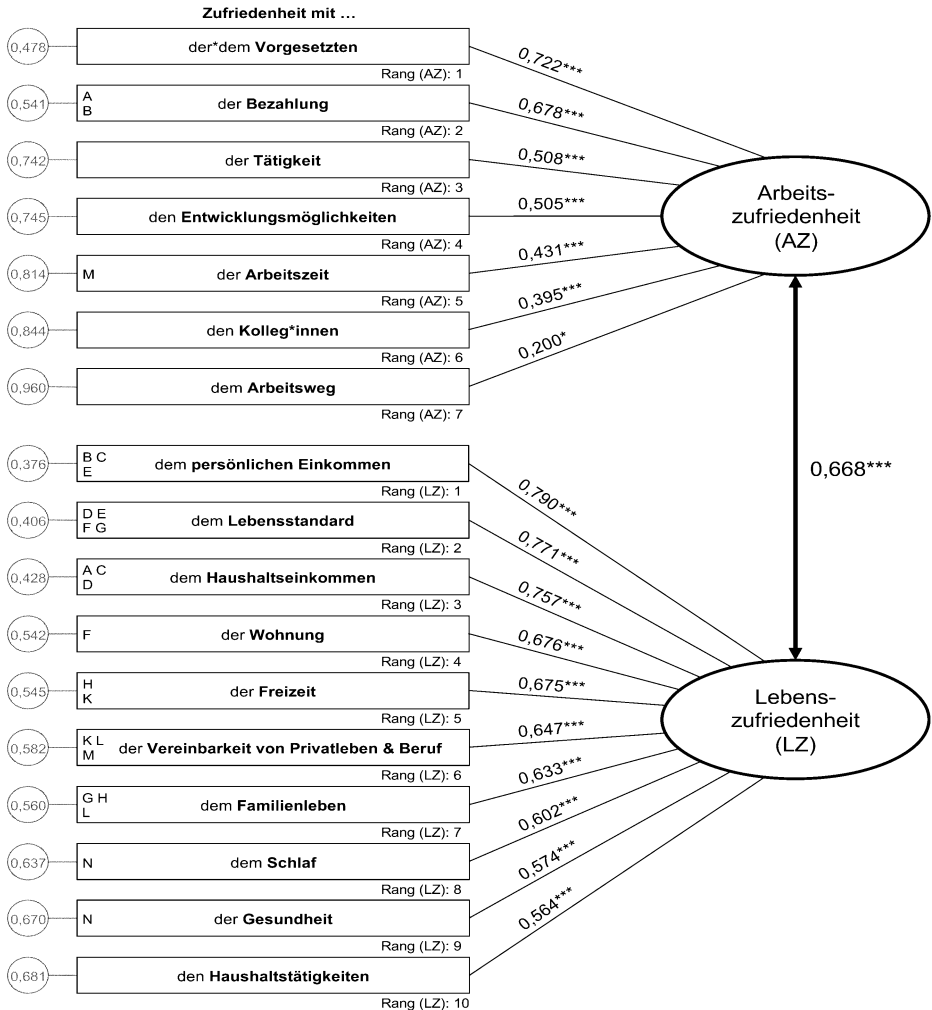 Zufriedenheit mit …
0,478
der*dem Vorgesetzten
Rang (AZ): 1
0,722***
0,541
A
B
der Bezahlung
Rang (AZ): 2
0,678***
0,742
der Tätigkeit
Rang (AZ): 3
0,508***
0,745
den Entwicklungsmöglichkeiten
Rang (AZ): 4
0,505***
0,814
M
der Arbeitszeit
Rang (AZ): 5
0,431***
0,844
den Kolleg*innen
Rang (AZ): 6
0,395***
0,960
dem Arbeitsweg
Rang (AZ): 7
0,200*
Arbeits-
zufriedenheit
(AZ)
0,668***
0,376
B C
E
dem persönlichen Einkommen
Rang (LZ): 1
0,790***
0,406
D E
F G
dem Lebensstandard
Rang (LZ): 2
0,771***
0,428
A C
D
dem Haushaltseinkommen
Rang (LZ): 3
0,757***
0,542
F
der Wohnung
Rang (LZ): 4
0,676***
0,545
H
K
der Freizeit
Rang (LZ): 5
0,675***
0,582
K L
M
der Vereinbarkeit von Privatleben & Beruf
Rang (LZ): 6
0,647***
0,560
G H
L
dem Familienleben
Rang (LZ): 7
0,633***
0,637
N
dem Schlaf
Rang (LZ): 8
0,602***
0,670
N
der Gesundheit
Rang (LZ): 9
0,574***
0,681
den Haushaltstätigkeiten
Rang (LZ): 10
0,564***
Lebens-
zufriedenheit
(LZ)